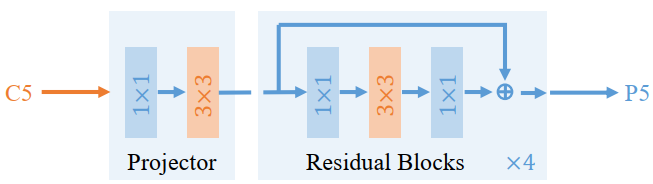 C5
1×1
3×3
1×1
3×3
1×1
P5
Projector
Residual Blocks
×4